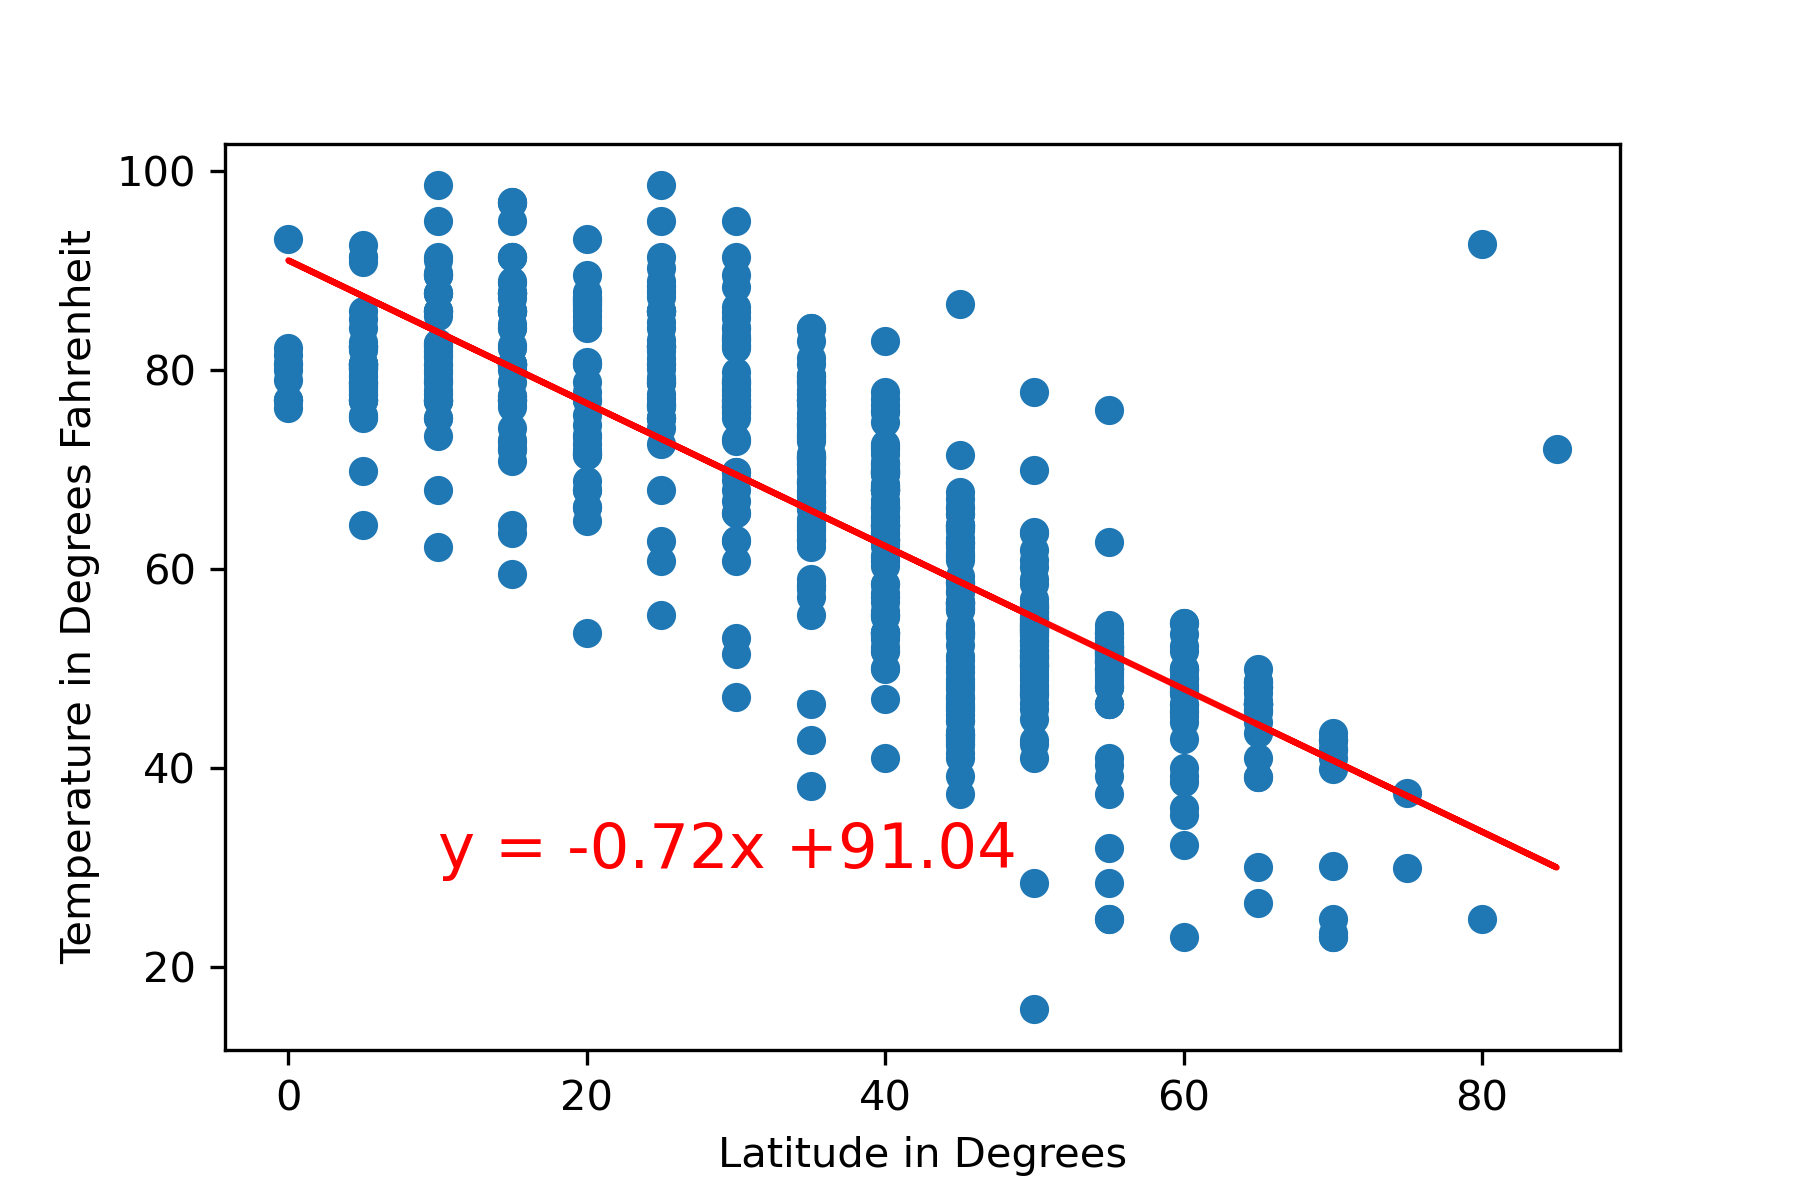 100
80
60
40
20
Temperature in Degrees Fahrenheit
y = -0.72x +91.04
0 20 40 60 80
Latitude in Degrees